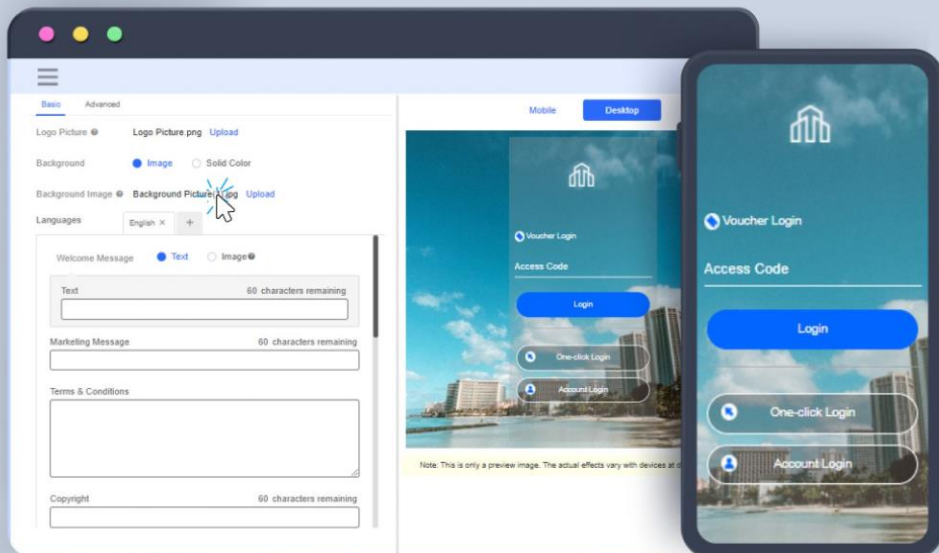 Basic Advanced
Logo Picture Logo Picture.png Upload
Background Image Solid Color
Background Image Background Picture(1).jpg Upload
Languages English × +
Welcome Message Text Image
Text 60 characters remaining
Marketing Message 60 characters remaining
Terms & Conditions
Copyright 60 characters remaining
Mobile Desktop
Voucher Login
Access Code
Login
One-click Login
Account Login
Note: This is only a preview image. The actual effects vary with devices at
Voucher Login
Access Code
Login
One-click Login
Account Login